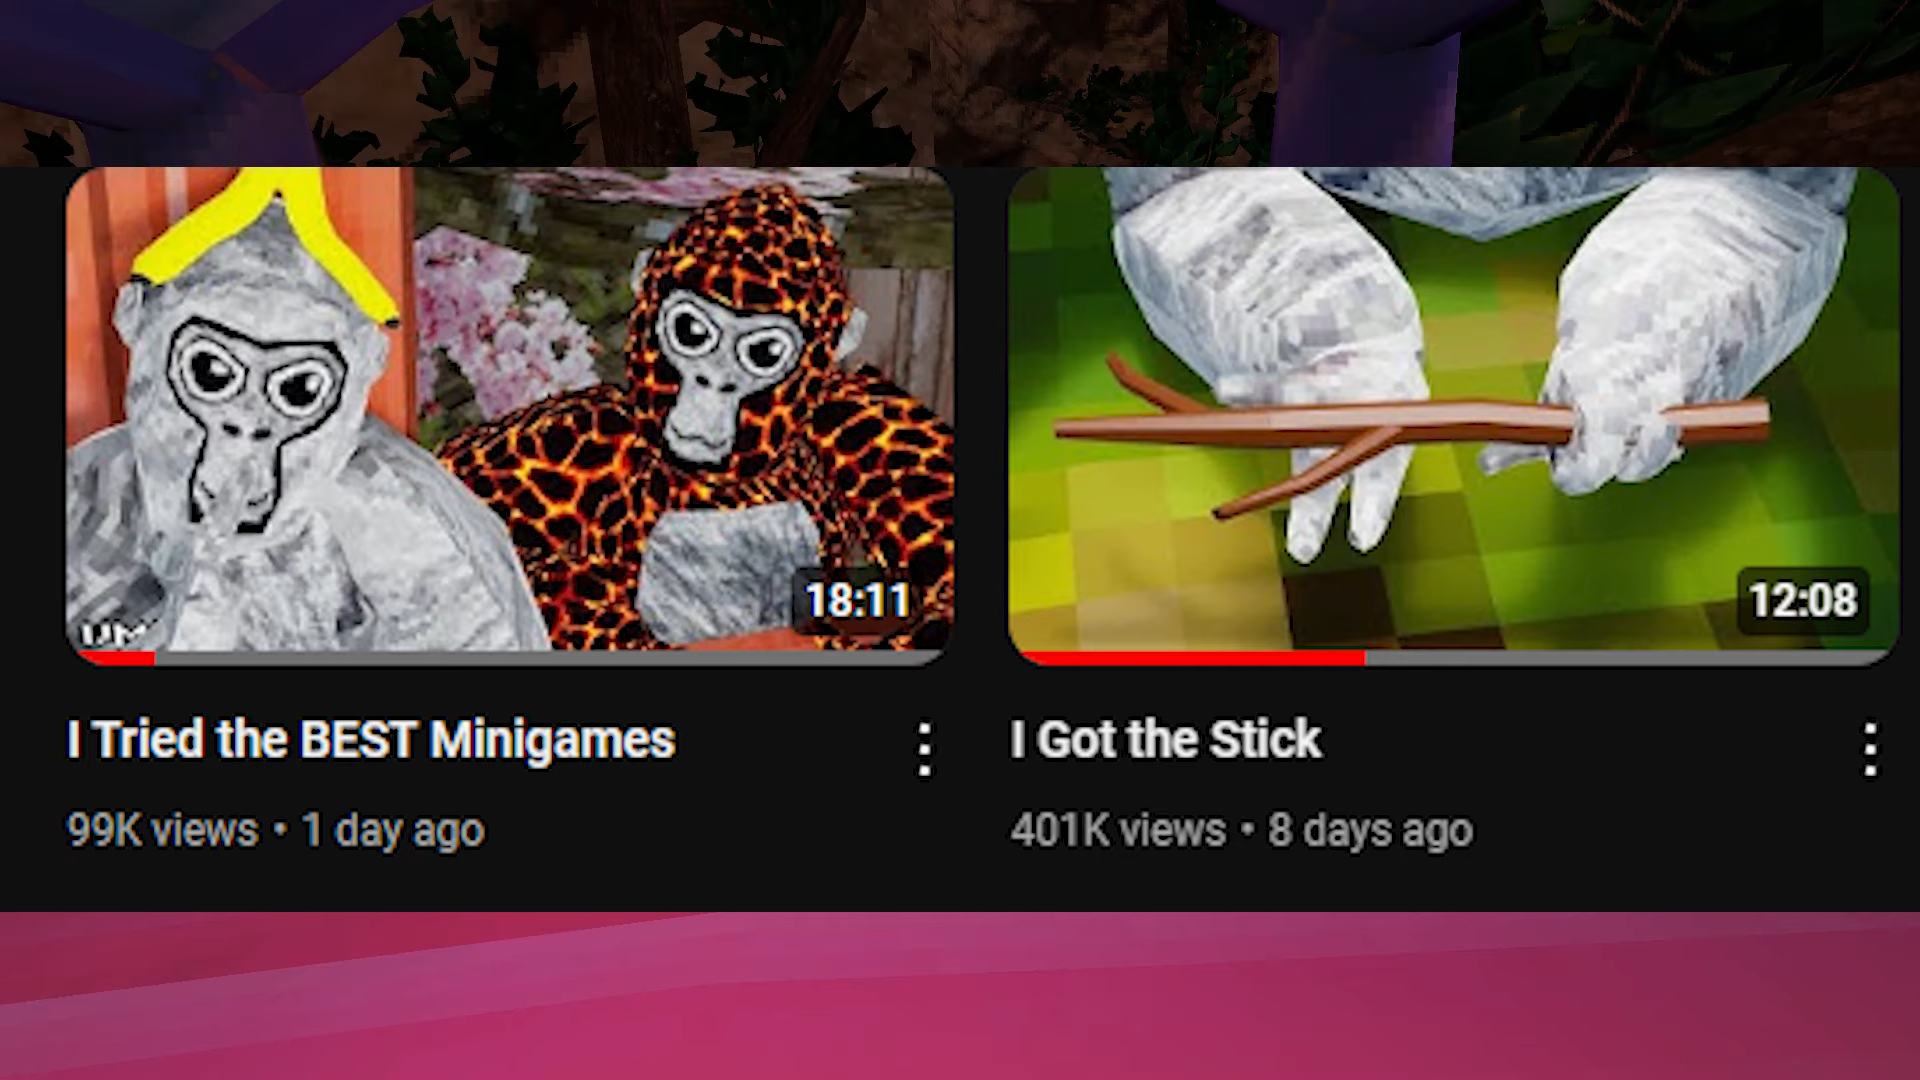 18:11
12:08
I Tried the BEST Minigames
I Got the Stick
99K views • 1 day ago
401K views • 8 days ago